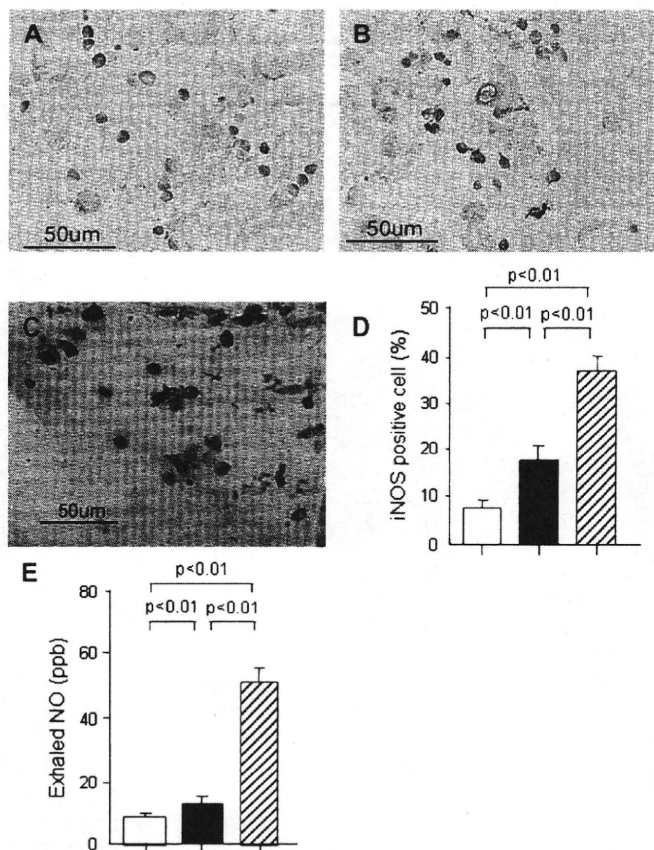 A
50um
B
50um
C
50um
D
p<0.01
p<0.01 p<0.01
iNOS positive cell (%)
50
40
30
20
10
0
E
p<0.01
p<0.01 p<0.01
Exhaled NO (ppb)
80
60
40
20
0